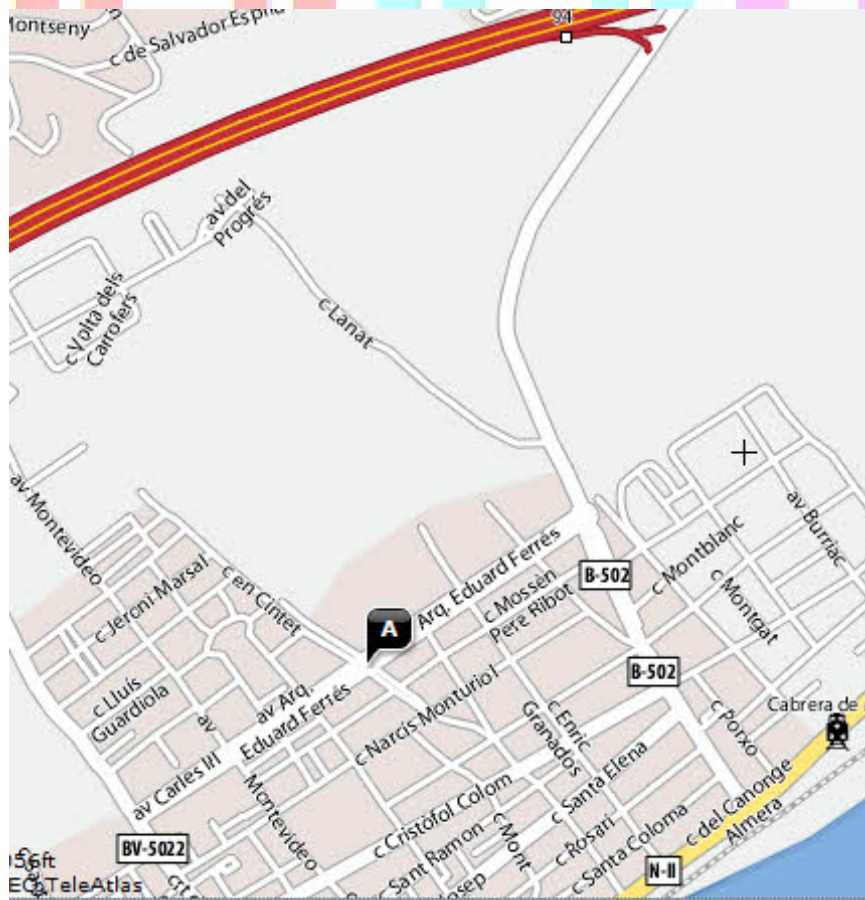 94
Montseny
c de Salvador Espriu
av del
Progrés
c Volta dels
Carrofers
c Lanat
av Montevideo
av Burriac
Arq. Eduard Ferrés
B-502
c Montblanc
c Mossèn
Pere Ribot
c Montgat
c en Cintet
c Jeroni Marsal
A
B-502
c Lluís
Guardiola
av Arq.
Eduard Ferrés
c Narcís Monturiol
c Enric
Granados
c Porxo
Cabrera de
av
Montevideo
av Carles III
c Cristòfol Colom
c Santa Elena
c del Canonge
Almera
c Mont
c Rosari
c Sant Ramon
c Santa Coloma
BV-5022
N-II
Josep
56ft
TeleAtlas